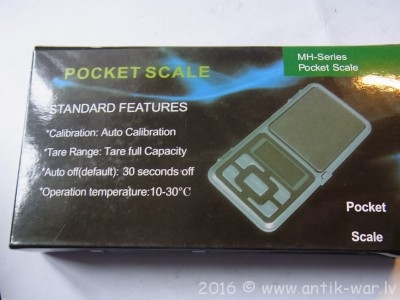 POCKET SCALE
MH-Series
Pocket Scale
STANDARD FEATURES
*Calibration: Auto Calibration
*Tare Range: Tare full Capacity
*Auto off(default): 30 seconds off
*Operation temperature:10-30°C
Pocket
Scale
2016 © www.antik-war.lv